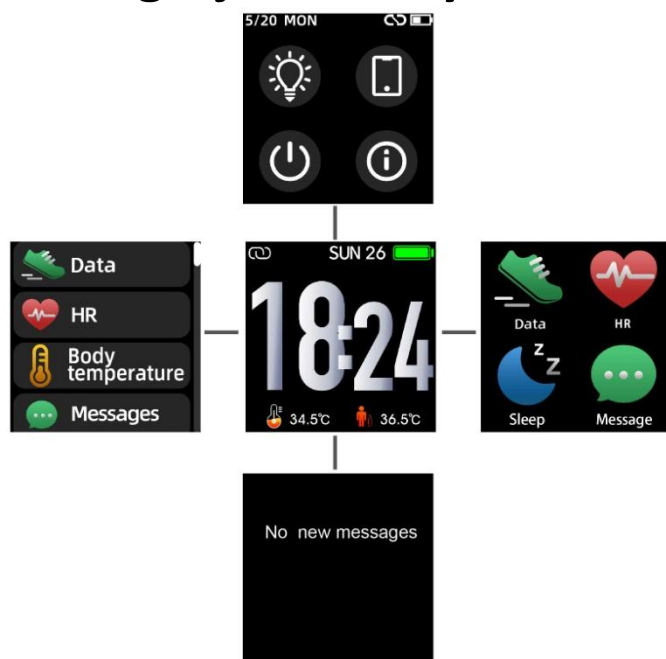 5/20 MON
Data
HR
Body
temperature
Messages
SUN 26
18:24
34.5℃
36.5℃
Data
HR
Sleep
Message
No new messages